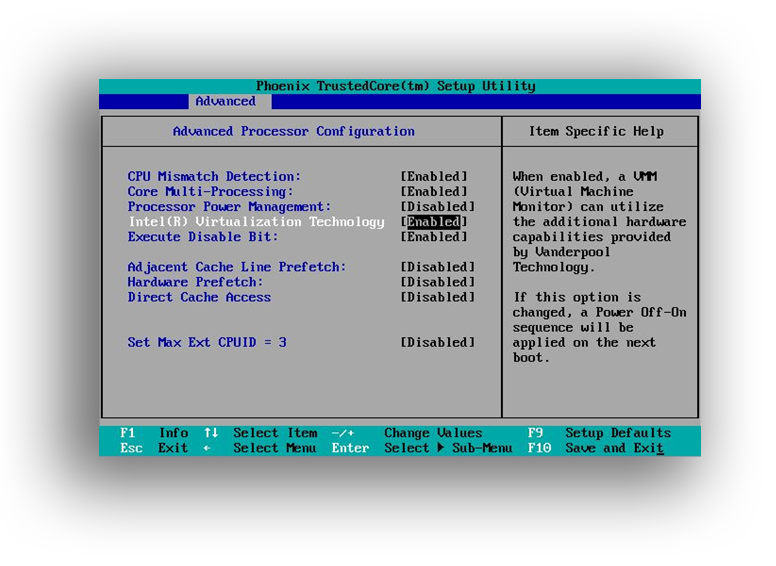 Phoenix TrustedCore(tm) Setup Utility
Advanced
Advanced Processor Configuration
Item Specific Help
CPU Mismatch Detection: [Enabled]
Core Multi-Processing: [Enabled]
Processor Power Management: [Disabled]
Intel(R) Virtualization Technology [Enabled]
Execute Disable Bit: [Enabled]
Adjacent Cache Line Prefetch: [Disabled]
Hardware Prefetch: [Disabled]
Direct Cache Access [Disabled]
Set Max Ext CPUID = 3 [Disabled]
When enabled, a VMM
(Virtual Machine
Monitor) can utilize
the additional hardware
capabilities provided
by Vanderpool
Technology.
If this option is
changed, a Power Off-On
sequence will be
applied on the next
boot.
F1 Info ↑↓ Select Item -/+ Change Values F9 Setup Defaults
Esc Exit ← Select Menu Enter Select ▶ Sub-Menu F10 Save and Exit